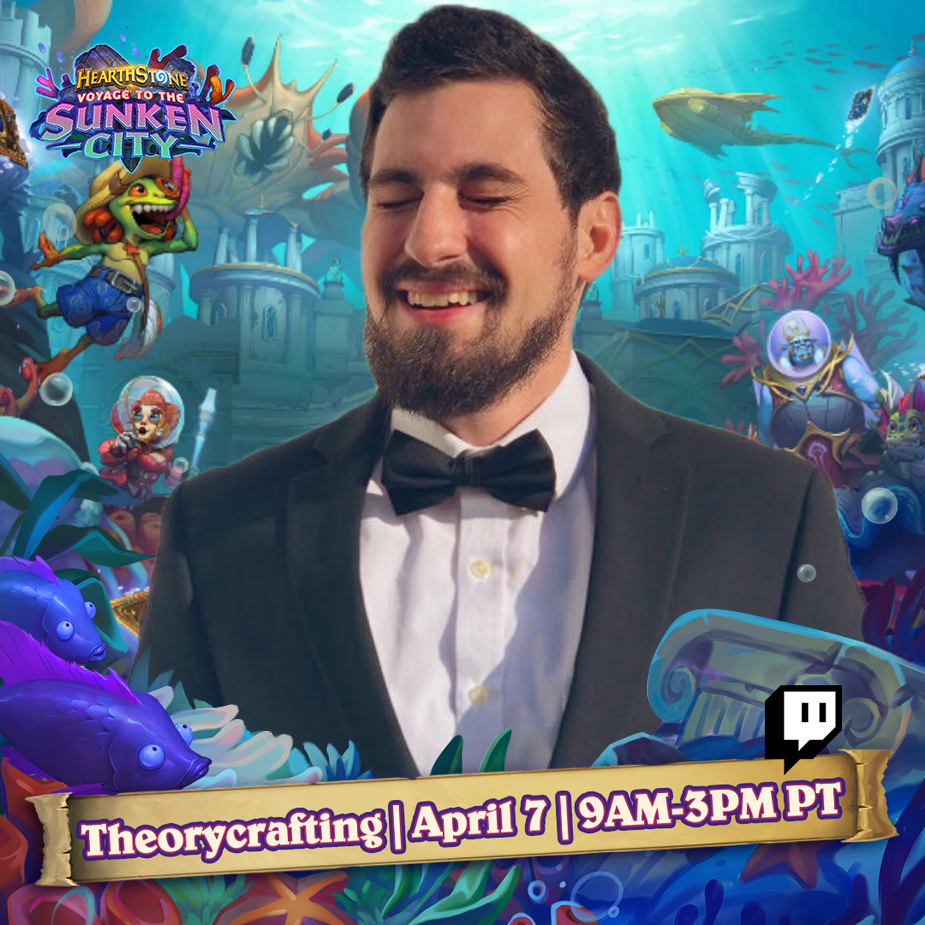 HEARTHSTONE
VOYAGE TO THE
SUNKEN
CITY
Theorycrafting | April 7 | 9AM-3PM PT